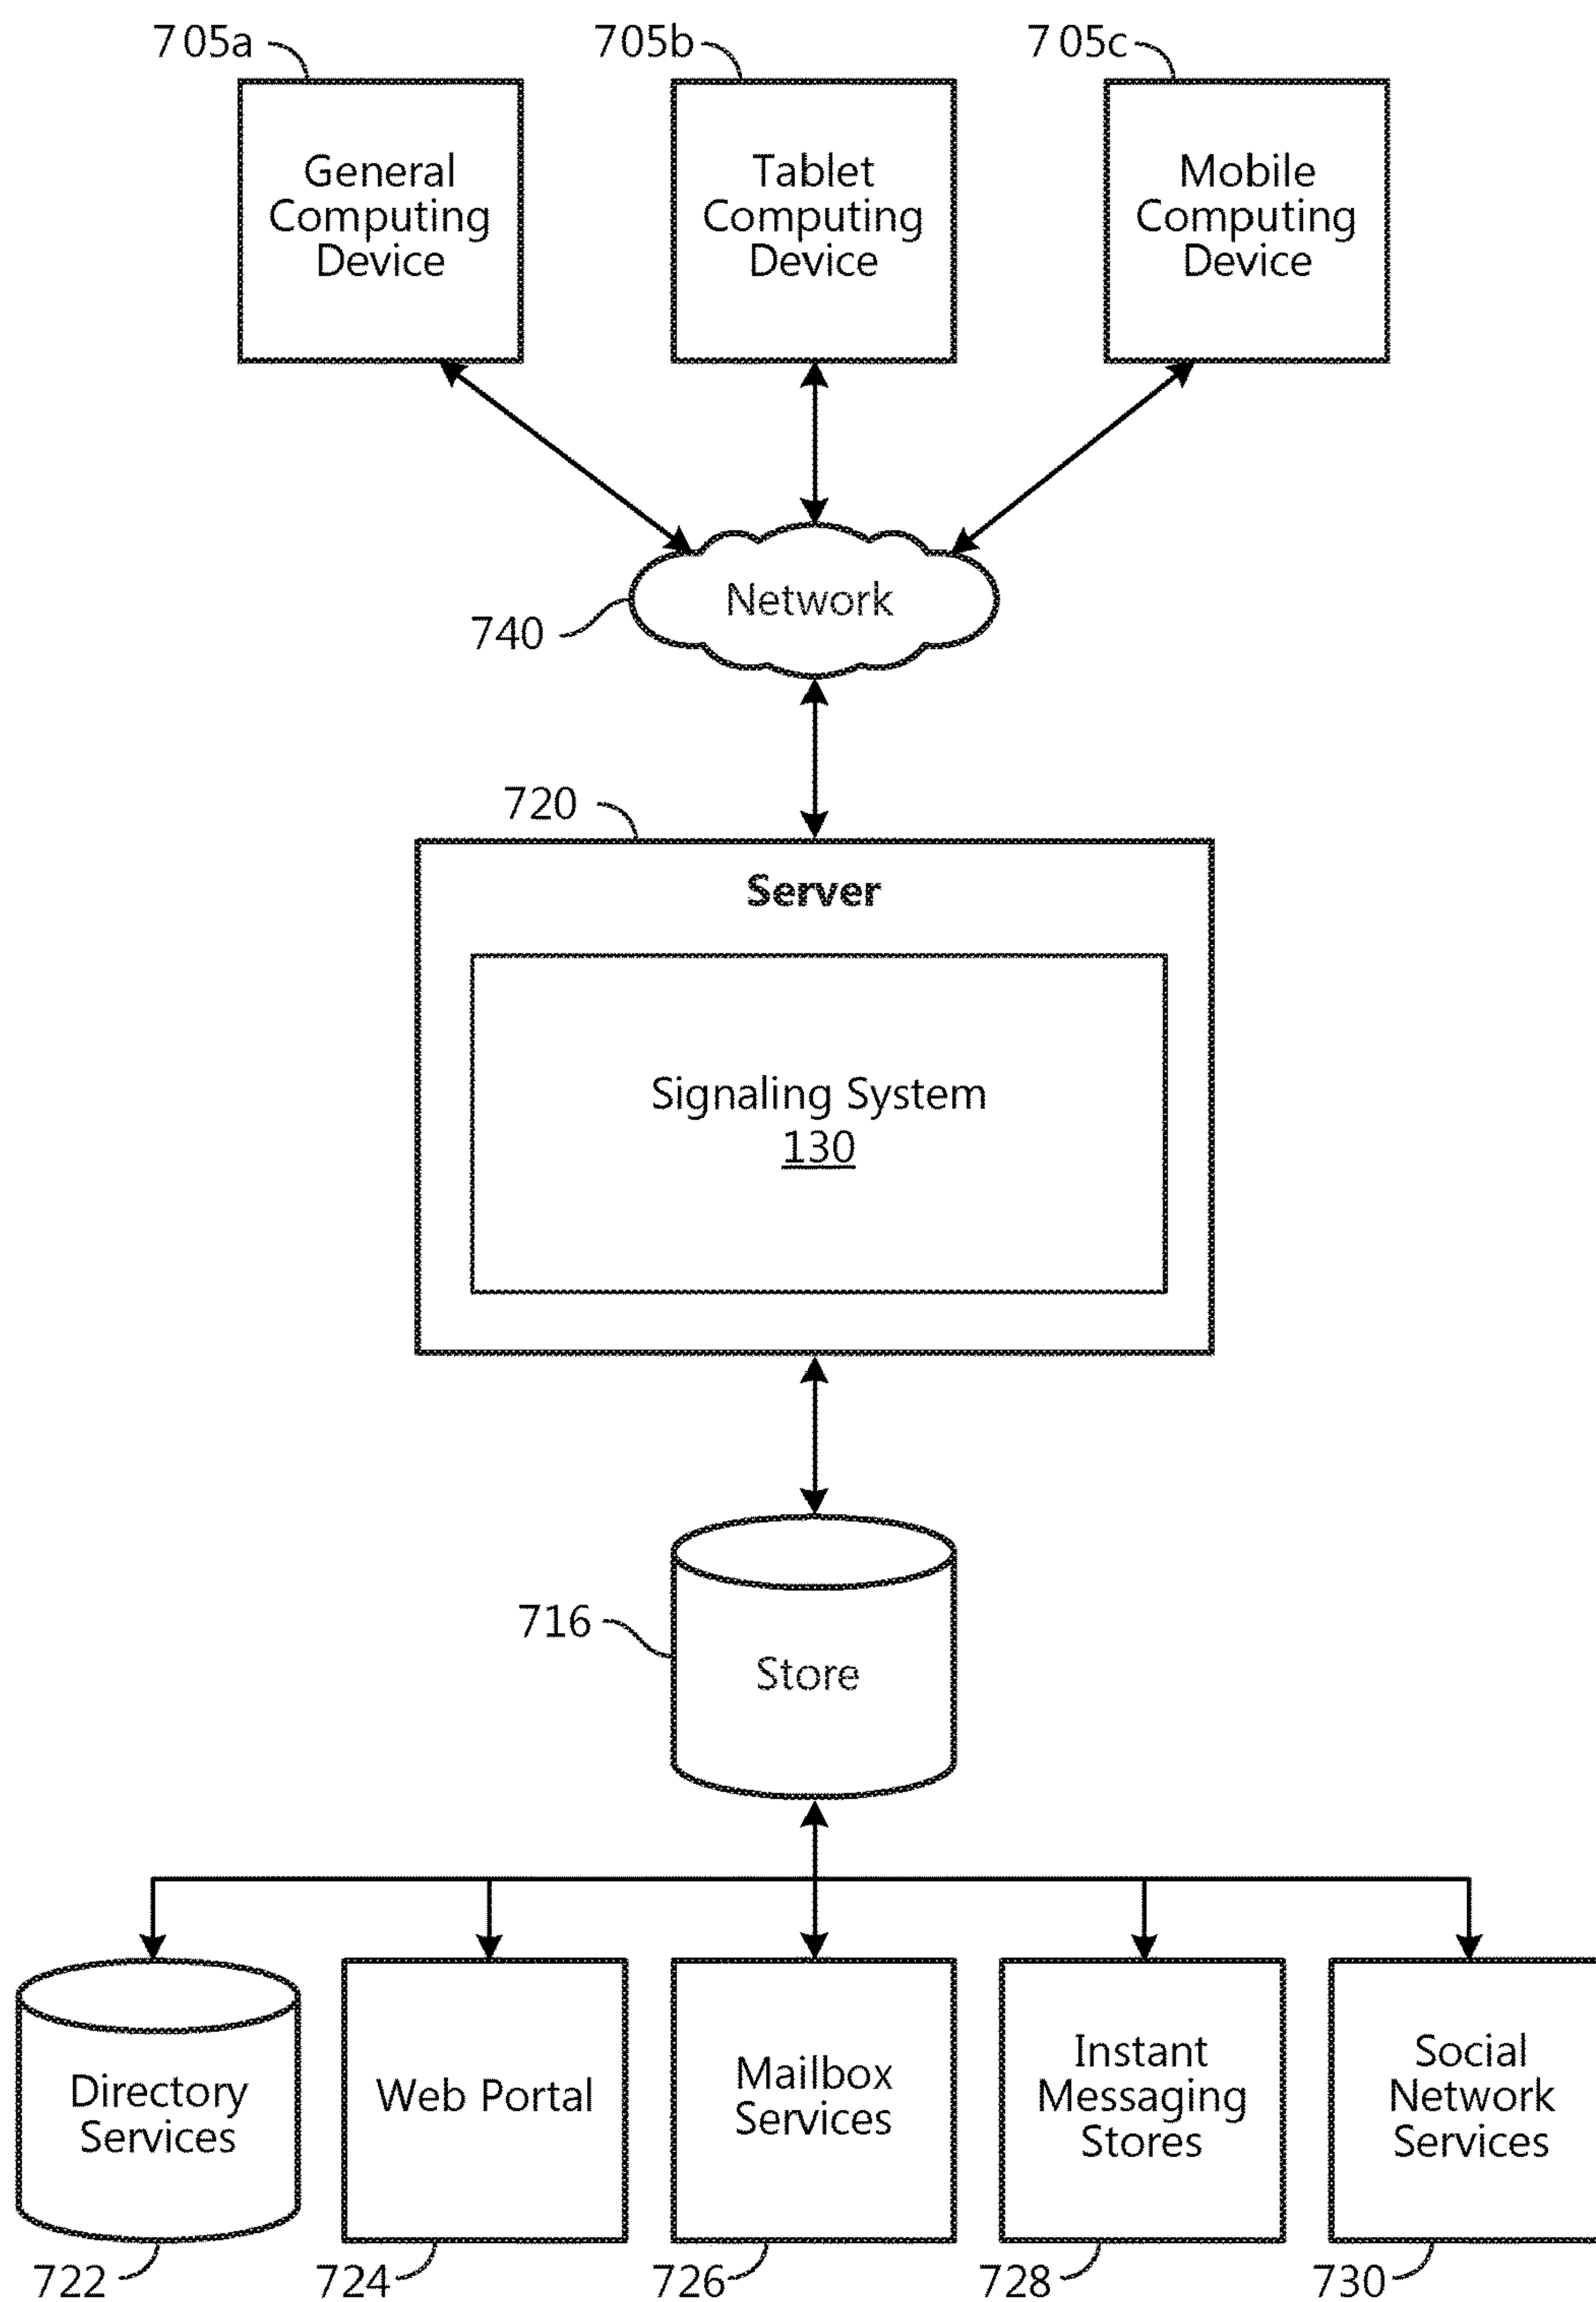 705a
705b
705c
General
Computing
Device
Tablet
Computing
Device
Mobile
Computing
Device
Network
740
720
Server
Signaling System
130
716
Store
Directory
Services
Web Portal
Mailbox
Services
Instant
Messaging
Stores
Social
Network
Services
722
724
726
728
730